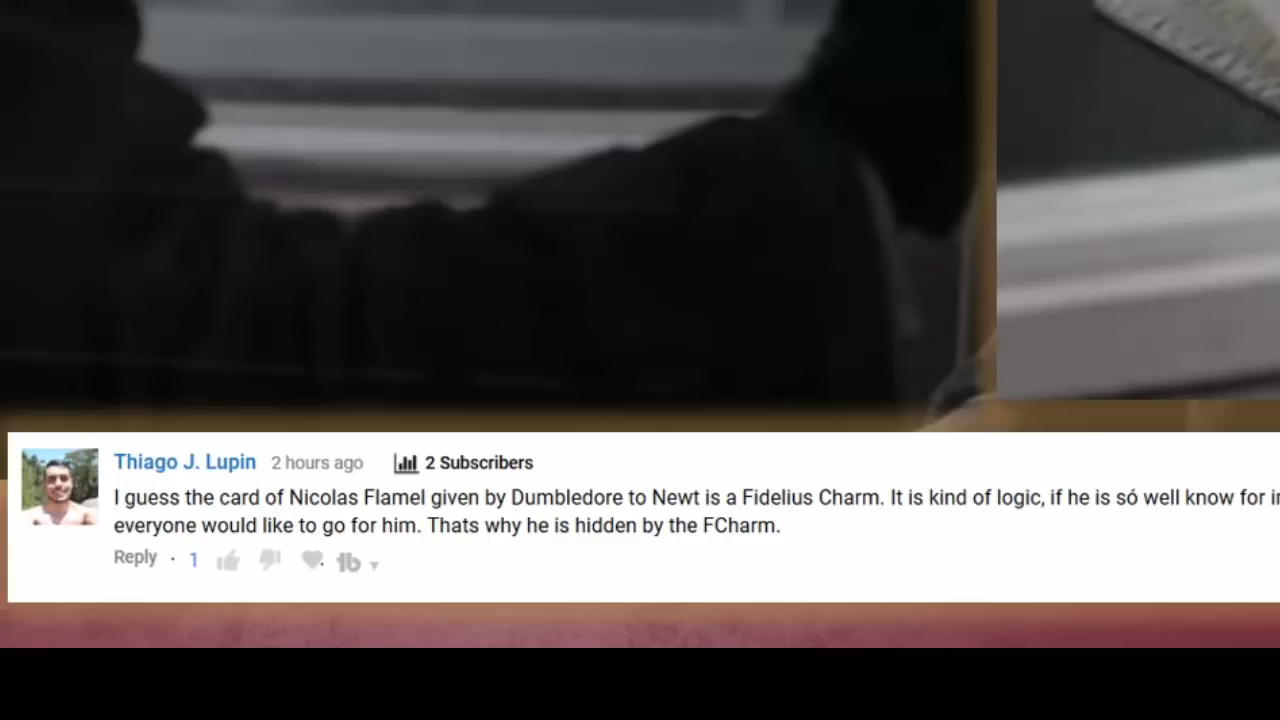 Thiago J. Lupin 2 hours ago 2 Subscribers
I guess the card of Nicolas Flamel given by Dumbledore to Newt is a Fidelius Charm. It is kind of logic, if he is só well know for
everyone would like to go for him. Thats why he is hidden by the FCharm.
Reply · 1